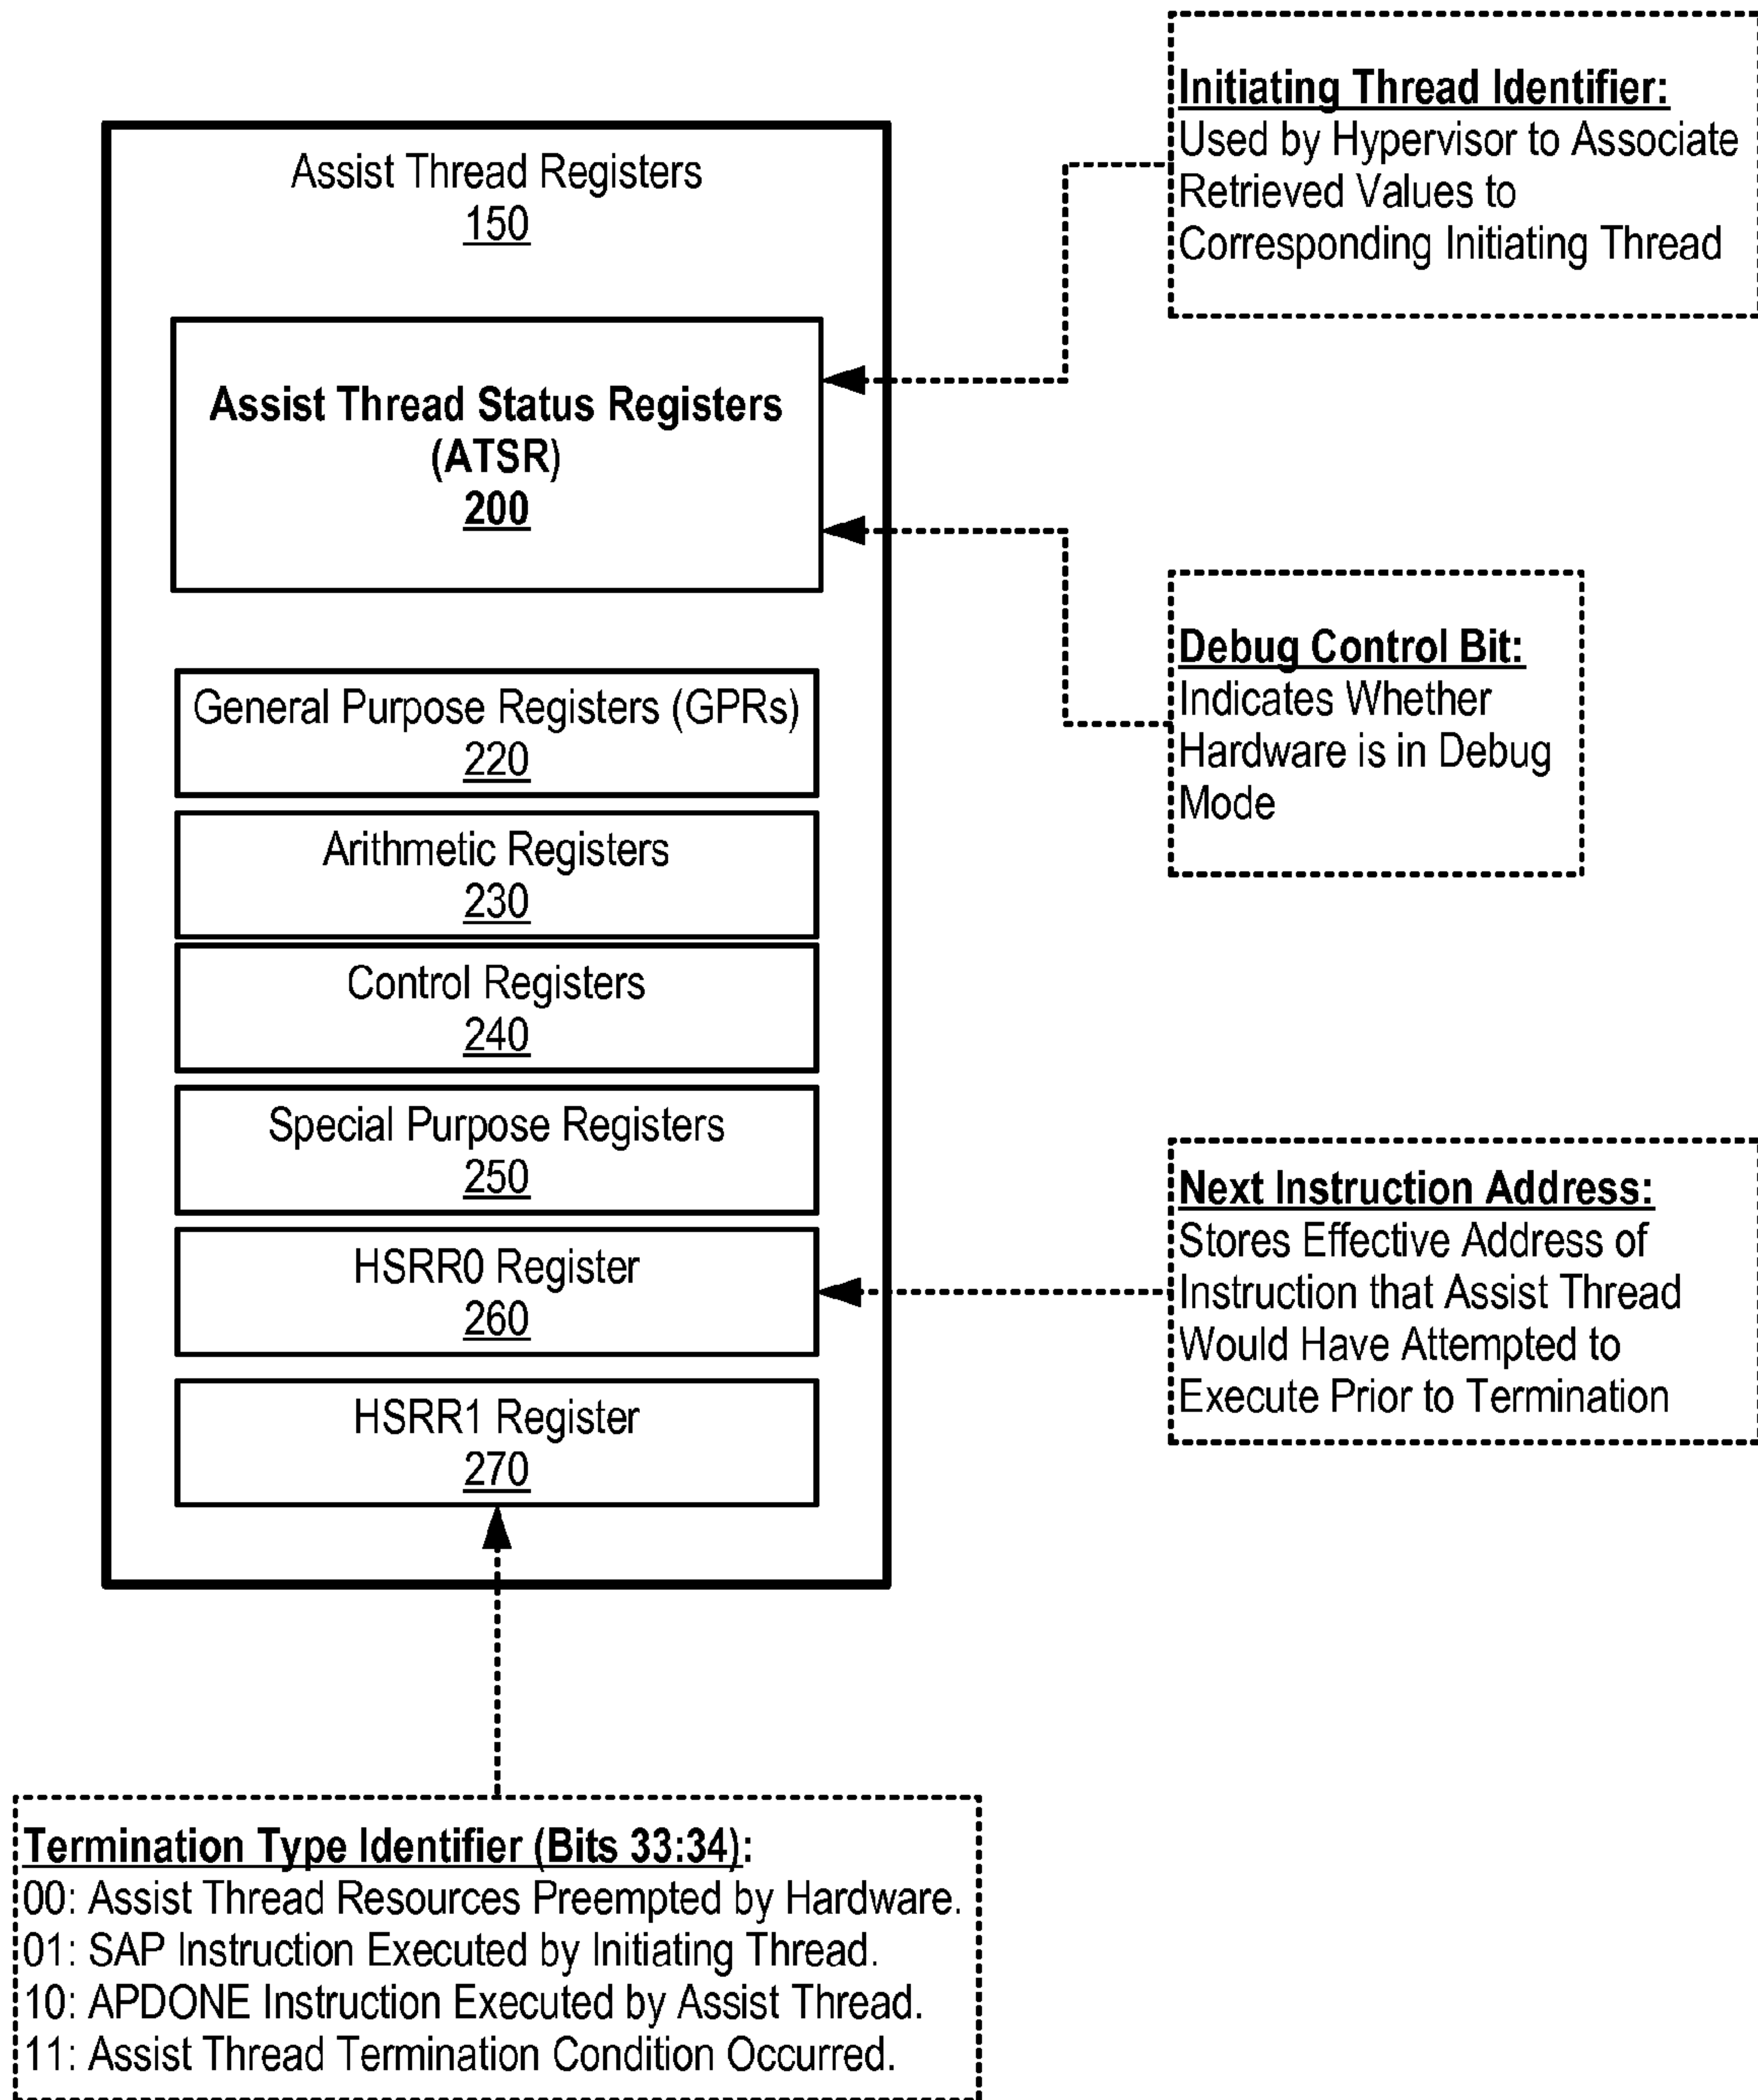 Assist Thread Registers
150
Assist Thread Status Registers
(ATSR)
200
General Purpose Registers (GPRs)
220
Arithmetic Registers
230
Control Registers
240
Special Purpose Registers
250
HSRR0 Register
260
HSRR1 Register
270
Initiating Thread Identifier:
Used by Hypervisor to Associate
Retrieved Values to
Corresponding Initiating Thread
Debug Control Bit:
Indicates Whether
Hardware is in Debug
Mode
Next Instruction Address:
Stores Effective Address of
Instruction that Assist Thread
Would Have Attempted to
Execute Prior to Termination
Termination Type Identifier (Bits 33:34):
00: Assist Thread Resources Preempted by Hardware.
01: SAP Instruction Executed by Initiating Thread.
10: APDONE Instruction Executed by Assist Thread.
11: Assist Thread Termination Condition Occurred.